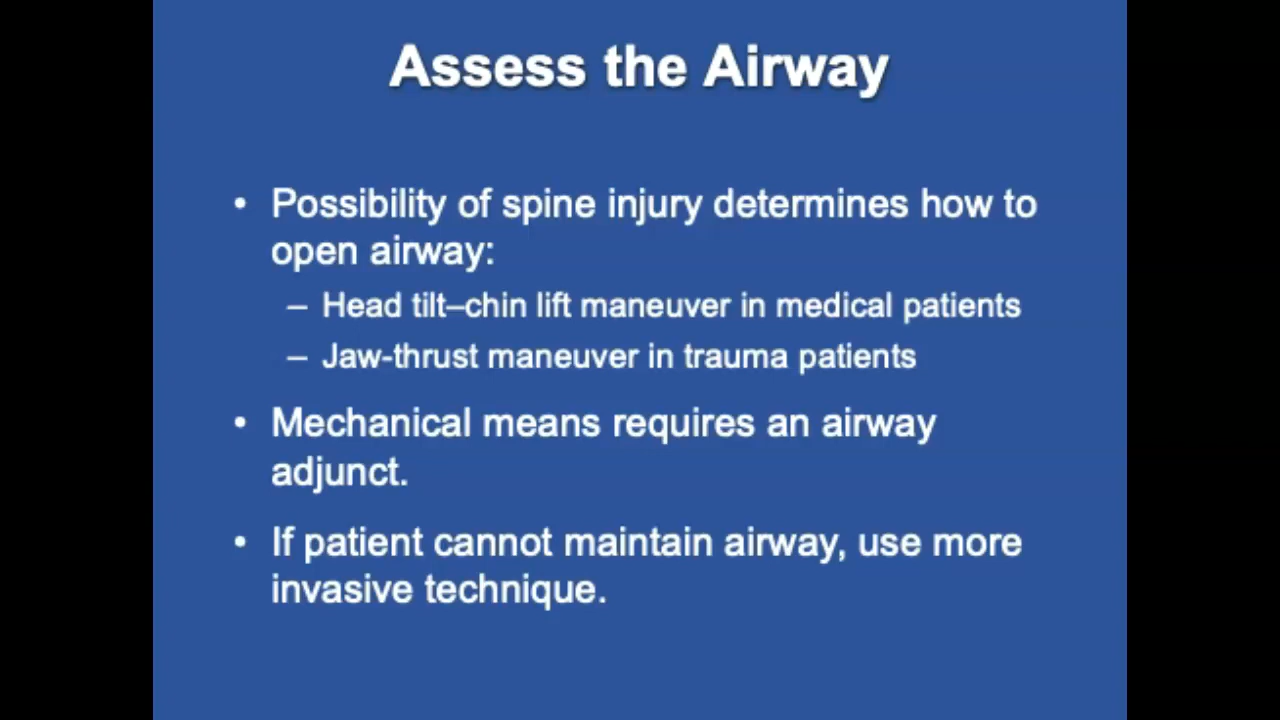 Assess the Airway
• Possibility of spine injury determines how to
open airway:
– Head tilt–chin lift maneuver in medical patients
– Jaw-thrust maneuver in trauma patients
• Mechanical means requires an airway
adjunct.
• If patient cannot maintain airway, use more
invasive technique.